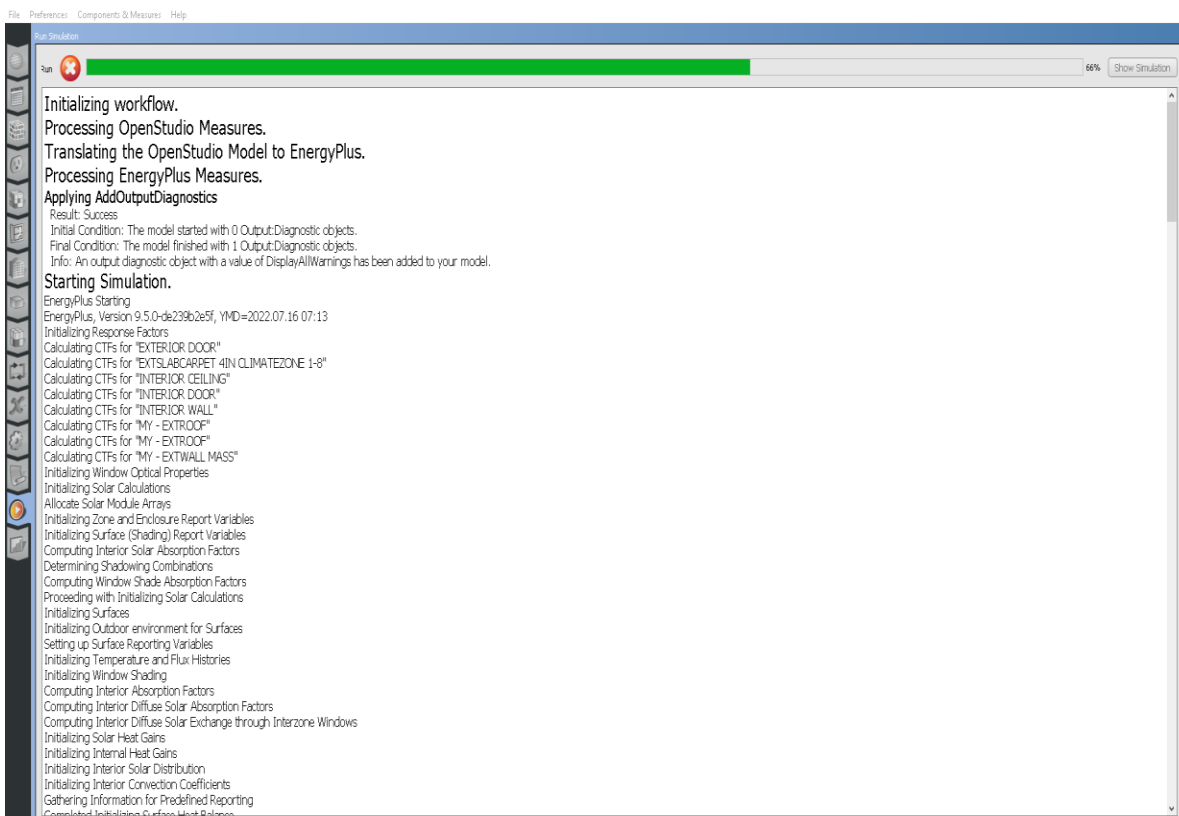 File Preferences Components & Measures Help
Run Simulation
Run 66% Show Simulation
Initializing workflow.
Processing OpenStudio Measures.
Translating the OpenStudio Model to EnergyPlus.
Processing EnergyPlus Measures.
Applying AddOutputDiagnostics
Result: Success
Initial Condition: The model started with 0 Output:Diagnostic objects.
Final Condition: The model finished with 1 Output:Diagnostic objects.
Info: An output diagnostic object with a value of DisplayAllWarnings has been added to your model.
Starting Simulation.
EnergyPlus Starting
EnergyPlus, Version 9.5.0-de239b2e5f, YMD=2022.07.16 07:13
Initializing Response Factors
Calculating CTFs for "EXTERIOR DOOR"
Calculating CTFs for "EXTSLABCARPET 4IN CLIMATEZONE 1-8"
Calculating CTFs for "INTERIOR CEILING"
Calculating CTFs for "INTERIOR DOOR"
Calculating CTFs for "INTERIOR WALL"
Calculating CTFs for "MY - EXTROOF"
Calculating CTFs for "MY - EXTROOF"
Calculating CTFs for "MY - EXTWALL MASS"
Initializing Window Optical Properties
Initializing Solar Calculations
Allocate Solar Module Arrays
Initializing Zone and Enclosure Report Variables
Initializing Surface (Shading) Report Variables
Computing Interior Solar Absorption Factors
Determining Shadowing Combinations
Computing Window Shade Absorption Factors
Proceeding with Initializing Solar Calculations
Initializing Surfaces
Initializing Outdoor environment for Surfaces
Setting up Surface Reporting Variables
Initializing Temperature and Flux Histories
Initializing Window Shading
Computing Interior Absorption Factors
Computing Interior Diffuse Solar Absorption Factors
Computing Interior Diffuse Solar Exchange through Interzone Windows
Initializing Solar Heat Gains
Initializing Internal Heat Gains
Initializing Interior Solar Distribution
Initializing Interior Convection Coefficients
Gathering Information for Predefined Reporting
Completed Initializing Surface Heat Balance